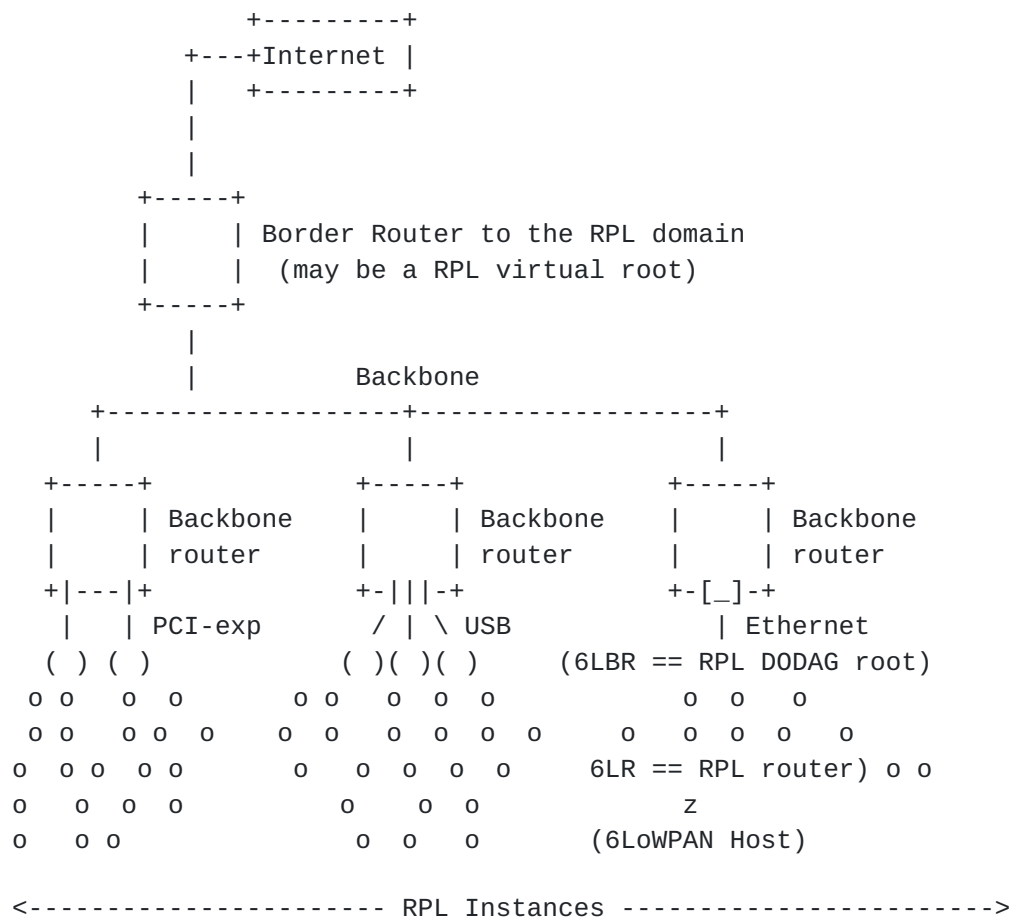 +---------+
            +---+Internet |
            |   +---------+
            |
            |
         +-----+
         |     | Border Router to the RPL domain
         |     |  (may be a RPL virtual root)
         +-----+
            |
            |          Backbone
      +-------------------+-------------------+
      |                   |                   |
   +-----+             +-----+             +-----+
   |     | Backbone    |     | Backbone    |     | Backbone
   |     | router      |     | router      |     | router
   +|---|+             +-|||-+             +-[_]-+
    |   | PCI-exp       / | \ USB             | Ethernet
   ( ) ( )            ( )( )( )     (6LBR == RPL DODAG root)
  o o   o  o       o o   o  o  o            o  o   o
  o o   o o  o    o  o   o  o  o  o     o   o  o  o   o
 o  o o  o o       o   o  o  o  o     6LR == RPL router) o o
 o   o  o  o          o    o  o             z
 o   o o               o  o   o       (6LoWPAN Host)

 <----------------------- RPL Instances ------------------------>